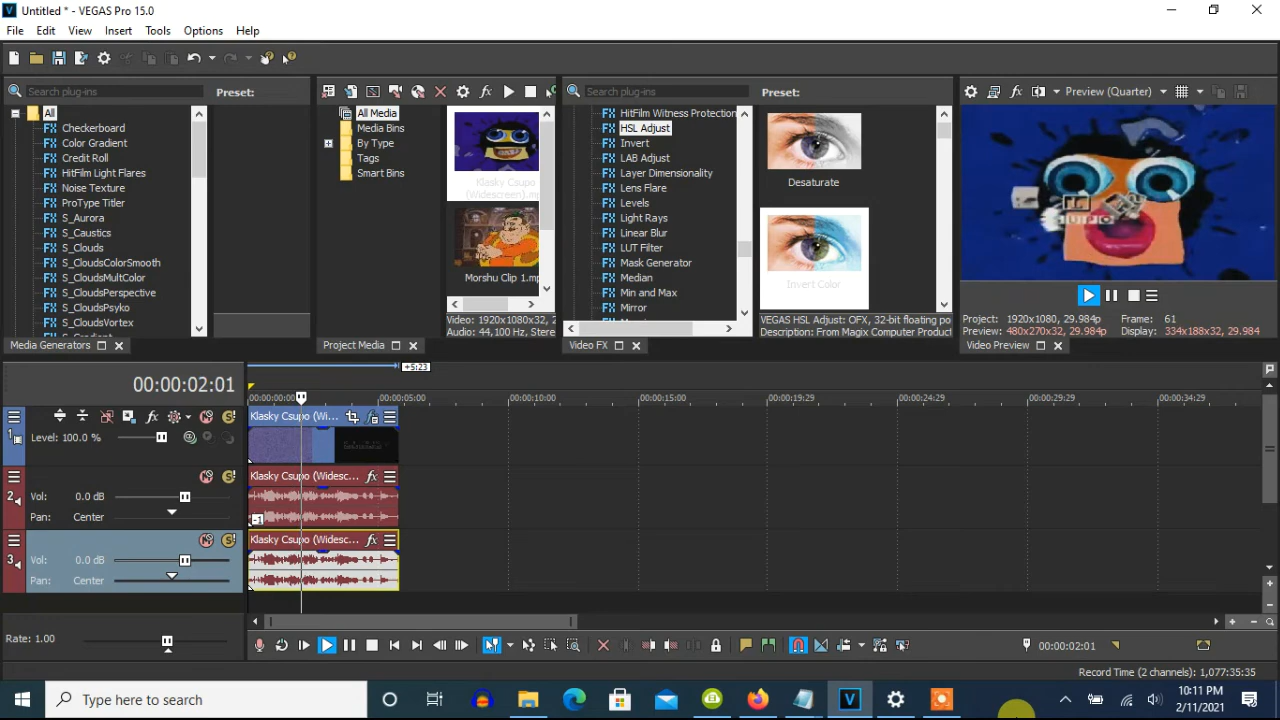 Untitled * - VEGAS Pro 15.0
File Edit View Insert Tools Options Help
Search plug-ins
Preset:
All
Checkerboard
Color Gradient
Credit Roll
HitFilm Light Flares
Noise Texture
ProType Titler
S_Aurora
S_Caustics
S_Clouds
S_CloudsColorSmooth
S_CloudsMultColor
S_CloudsPerspective
S_CloudsPsyko
S_CloudsVortex
Media Generators
All Media
Media Bins
By Type
Tags
Smart Bins
Klasky Csupo
(Widescreen).mp
Morshu Clip 1.mp
Video: 1920x1080x32, 2
Audio: 44,100 Hz, Stere
Project Media
Search plug-ins
Preset:
HitFilm Witness Protection
HSL Adjust
Invert
LAB Adjust
Layer Dimensionality
Lens Flare
Levels
Light Rays
Linear Blur
LUT Filter
Mask Generator
Median
Min and Max
Mirror
Desaturate
Invert Color
VEGAS HSL Adjust: OFX, 32-bit floating po
Description: From Magix Computer Product
Video FX
Preview (Quarter)
Project: 1920x1080, 29.984p
Frame: 61
Preview: 480x270x32, 29.984p
Display: 334x188x32, 29.984
Video Preview
00:00:02:01
+5:23
00:00:00:00 00:00:05:00 00:00:10:00 00:00:15:00 00:00:19:29 00:00:24:29 00:00:29:29 00:00:34:29
1
Level: 100.0 %
Klasky Csupo (Wi...
2
Vol: 0.0 dB
Pan: Center
Klasky Csupo (Widesc...
-1
3
Vol: 0.0 dB
Pan: Center
Klasky Csupo (Widesc...
Rate: 1.00
00:00:02:01
Record Time (2 channels): 1,077:35:35
Type here to search
10:11 PM
2/11/2021